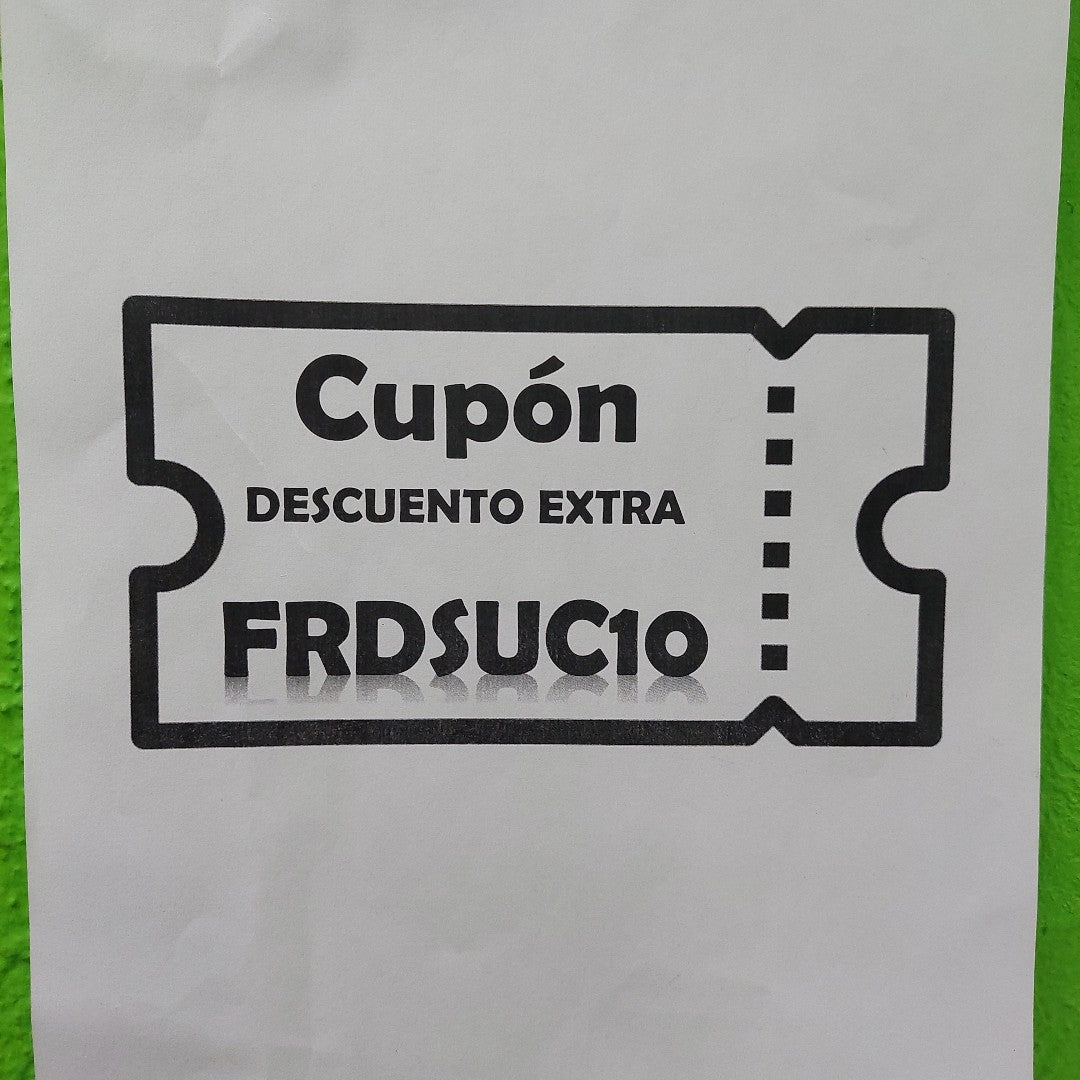 Cupón
DESCUENTO EXTRA
FRDSUC10